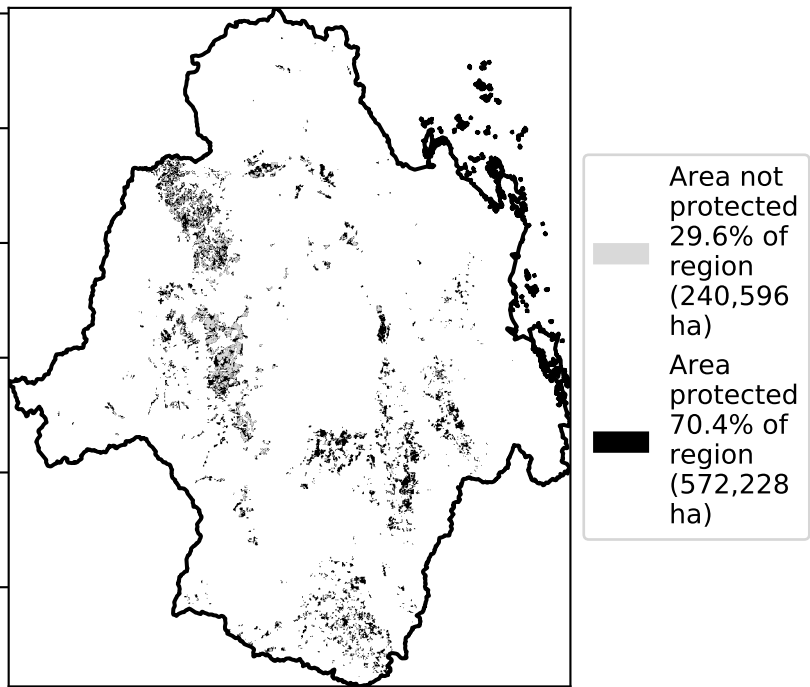 Area not
protected
29.6% of
region
(240,596
ha)
Area
protected
70.4% of
region
(572,228
ha)